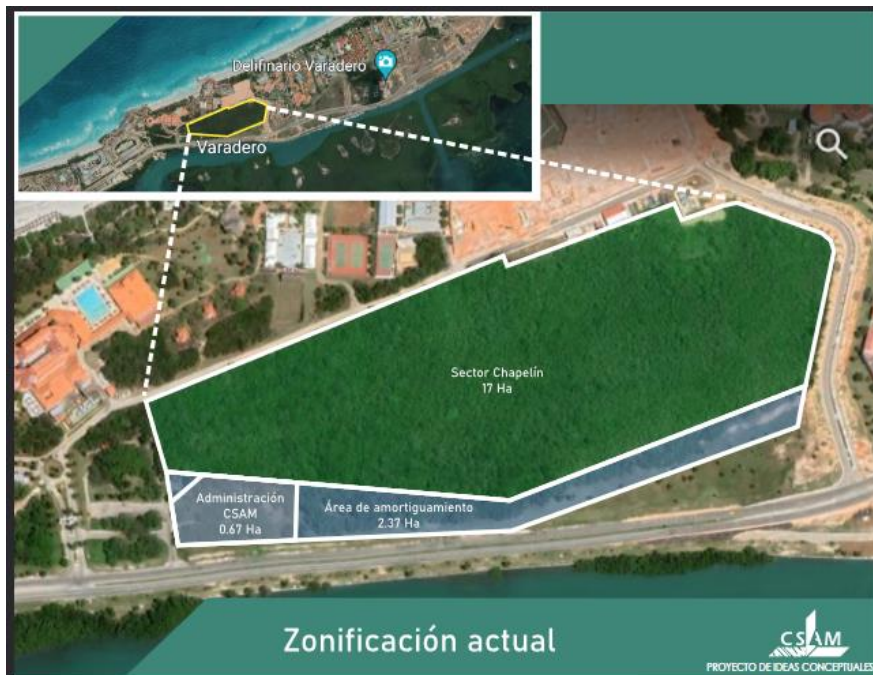 Delifinario Varadero
Varadero
Sector Chapelín
17 Ha
Administración
CSAM
0.67 Ha
Área de amortiguamiento
2.37 Ha
Zonificación actual
CSAM
PROYECTO DE IDEAS CONCEPTUALES